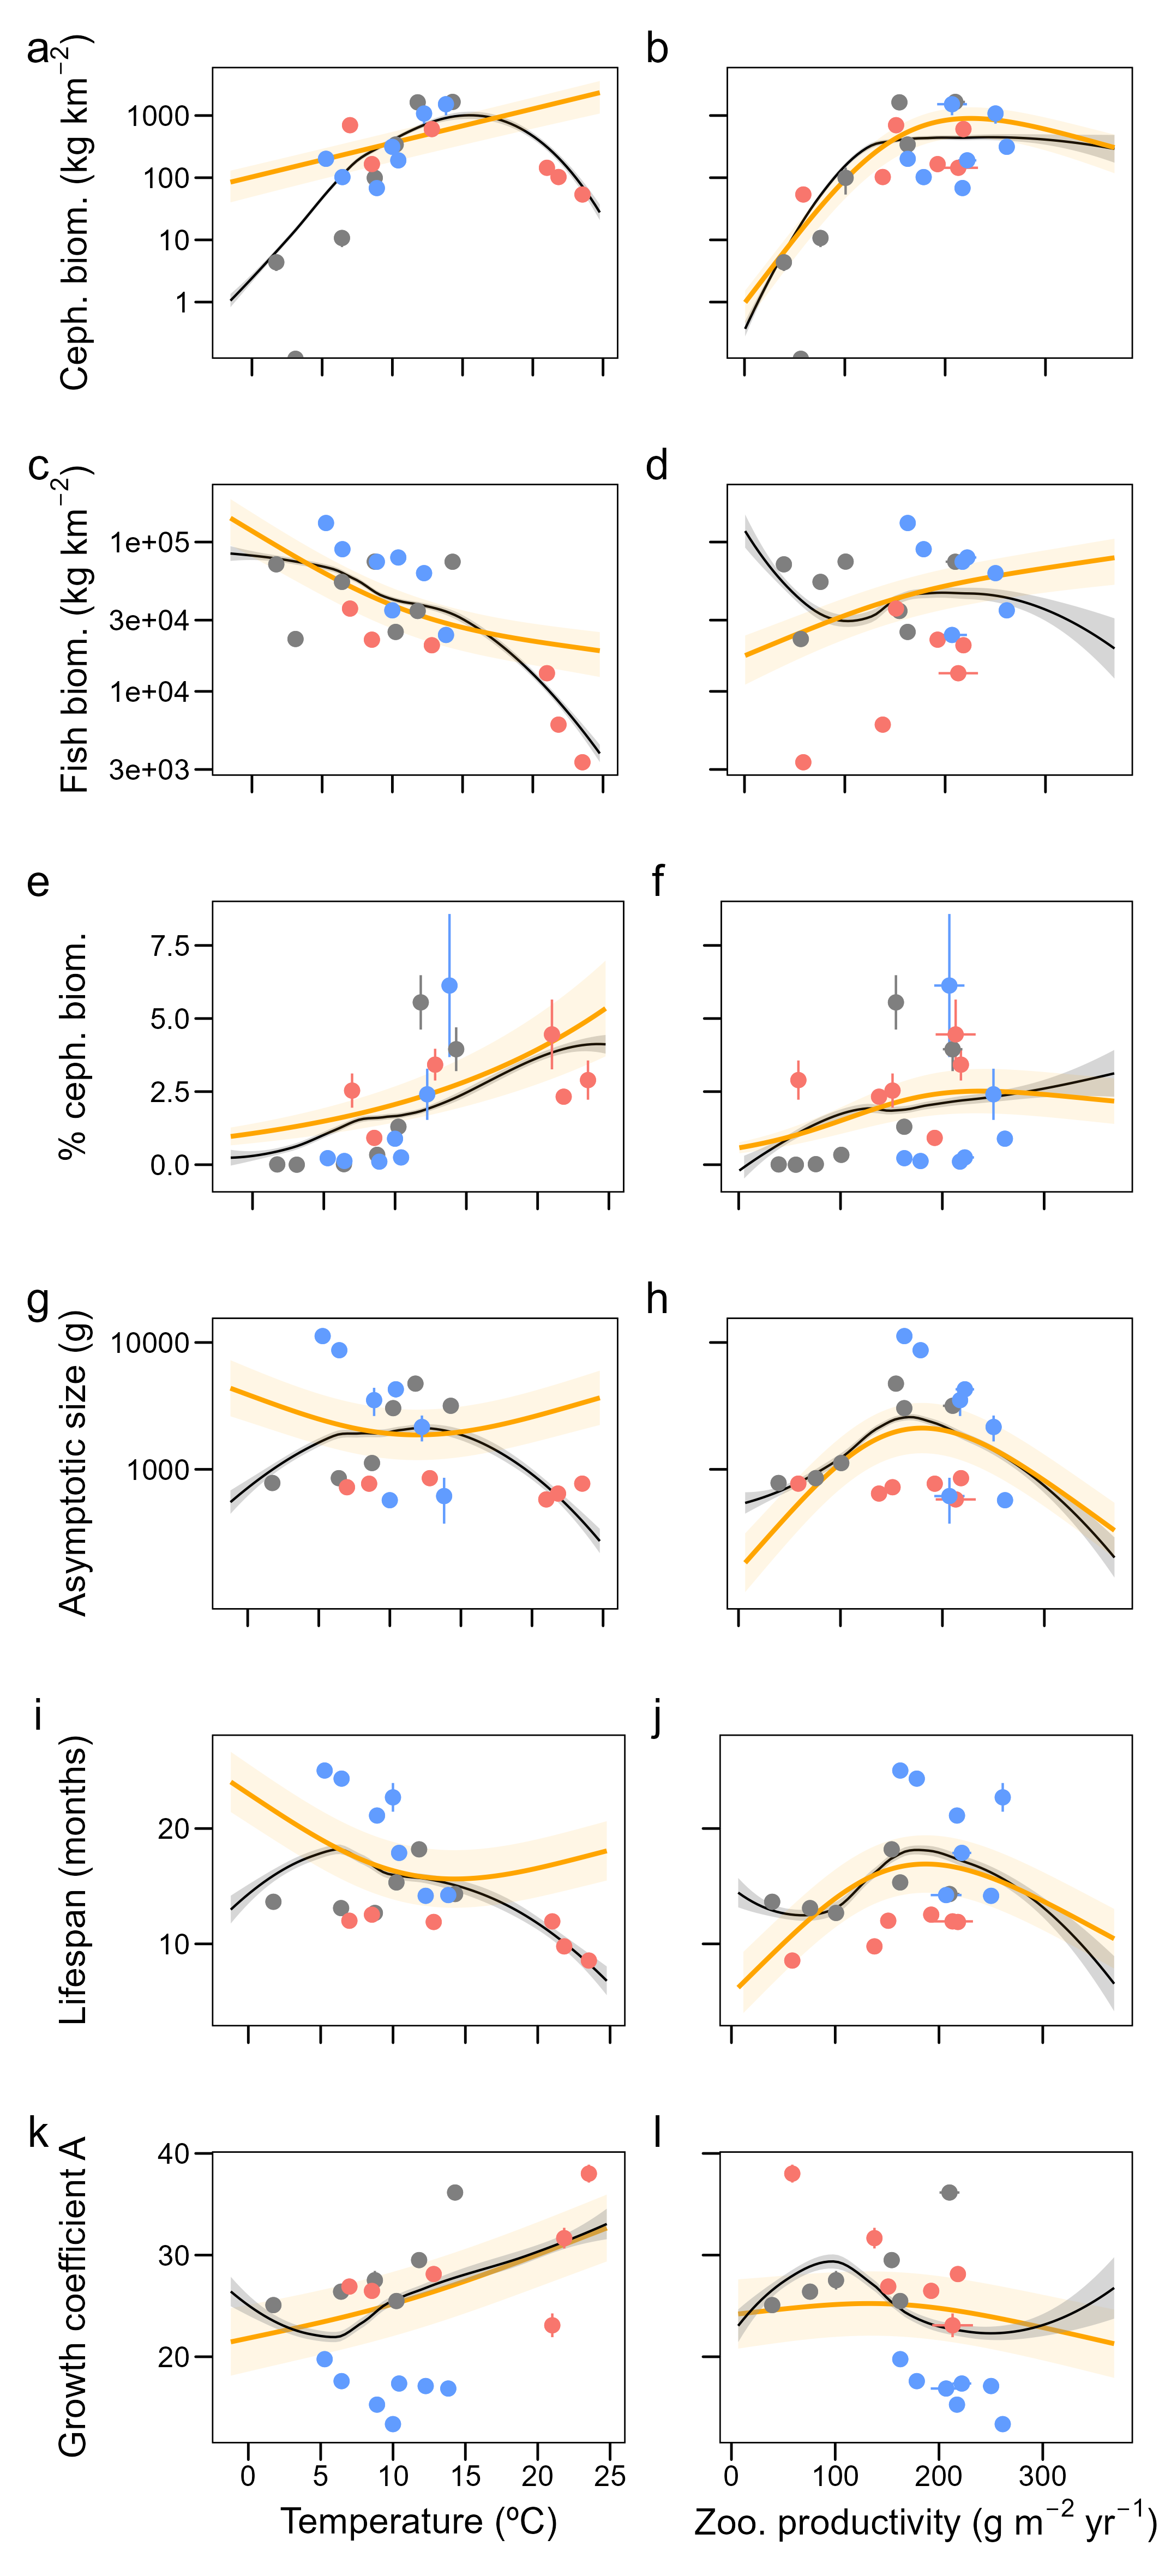 a
b
Ceph. biom. (kg km⁻²)
1000
100
10
1
c
d
Fish biom. (kg km⁻²)
1e+05
3e+04
1e+04
3e+03
e
f
% ceph. biom.
7.5
5.0
2.5
0.0
g
h
Asymptotic size (g)
10000
1000
i
j
Lifespan (months)
20
10
k
l
Growth coefficient A
40
30
20
0 5 10 15 20 25
0 100 200 300
Temperature (ºC)
Zoo. productivity (g m⁻² yr⁻¹)